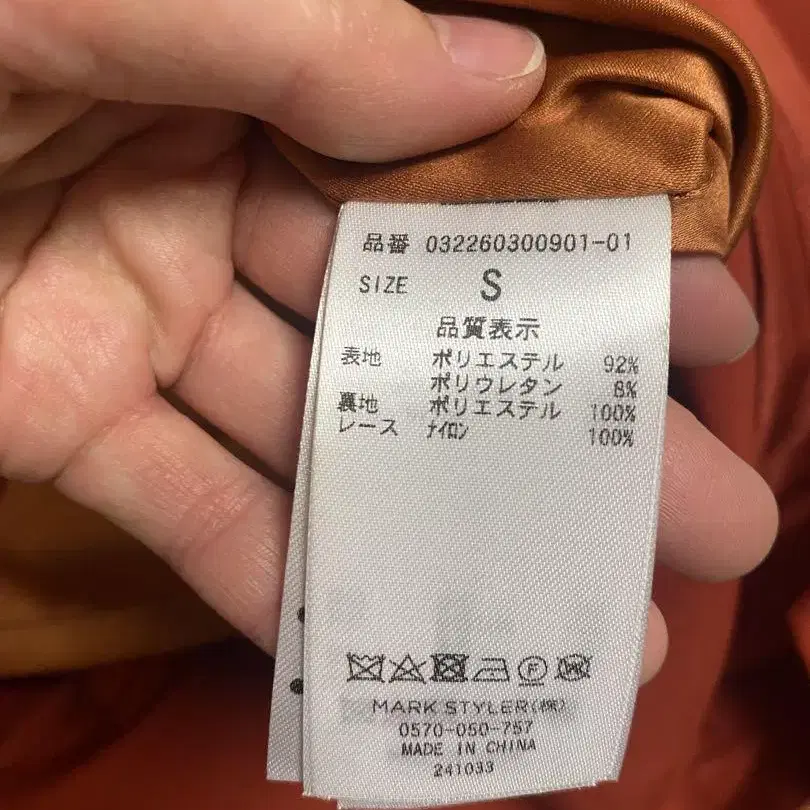 品番 032260300901-01
SIZE S
品質表示
表地 ポリエステル 92%
ポリウレタン 8%
裏地 ポリエステル 100%
レース ナイロン 100%
F W
MARK STYLER(株)
0570-050-757
MADE IN CHINA
241033